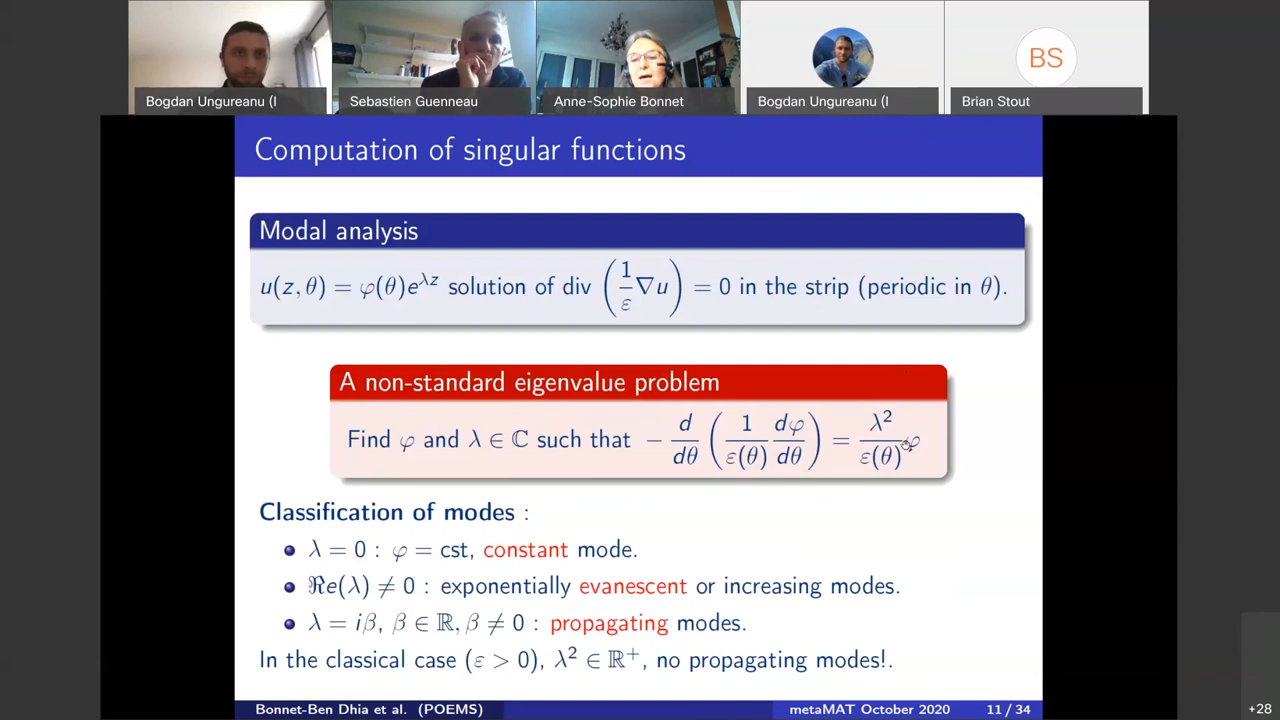 Bogdan Ungureanu (I
Sebastien Guenneau
Anne-Sophie Bonnet
Bogdan Ungureanu (I
BS
Brian Stout
Computation of singular functions
Modal analysis
u(z, θ) = φ(θ)e^{λz} solution of div (1/ε ∇u) = 0 in the strip (periodic in θ).
A non-standard eigenvalue problem
Find φ and λ ∈ ℂ such that − d/dθ (1/ε(θ) dφ/dθ) = λ²/ε(θ) φ
Classification of modes :
λ = 0 : φ = cst, constant mode.
ℜe(λ) ≠ 0 : exponentially evanescent or increasing modes.
λ = iβ, β ∈ ℝ, β ≠ 0 : propagating modes.
In the classical case (ε > 0), λ² ∈ ℝ⁺, no propagating modes!.
Bonnet-Ben Dhia et al. (POEMS)
metaMAT October 2020
11 / 34
+28